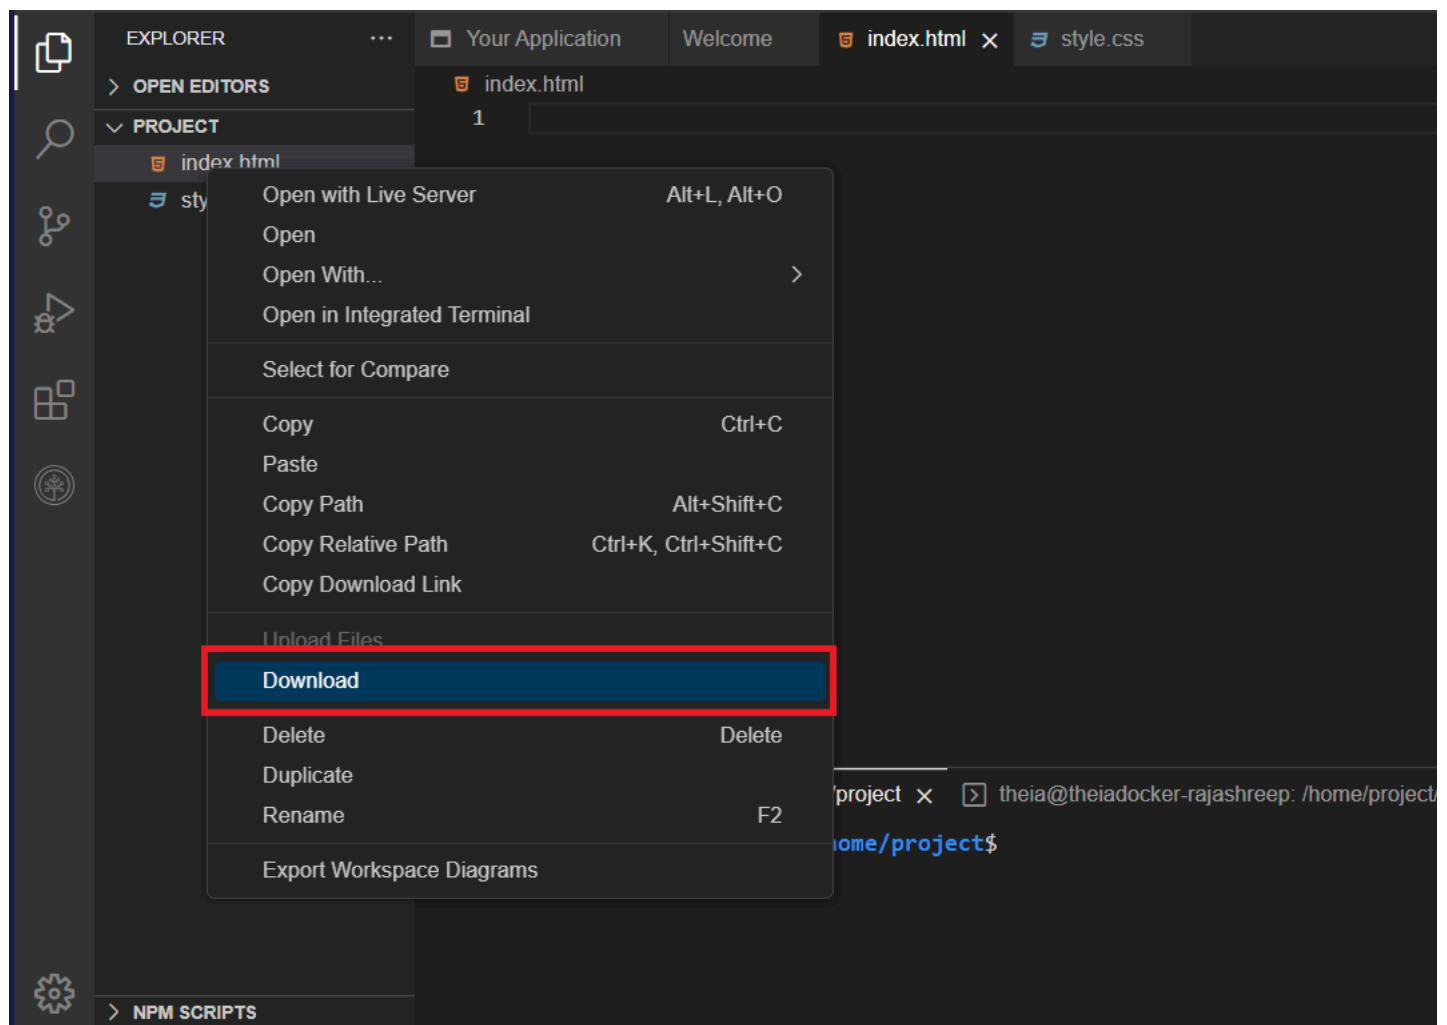 EXPLORER ...
Your Application
Welcome
index.html
style.css
OPEN EDITORS
index.html
PROJECT
1
index.html
sty
Open with Live Server Alt+L, Alt+O
Open
Open With...
Open in Integrated Terminal
Select for Compare
Copy Ctrl+C
Paste
Copy Path Alt+Shift+C
Copy Relative Path Ctrl+K, Ctrl+Shift+C
Copy Download Link
Upload Files
Download
Delete Delete
Duplicate
Rename F2
Export Workspace Diagrams
/project
theia@theiadocker-rajashreep: /home/project/
ome/project$
NPM SCRIPTS